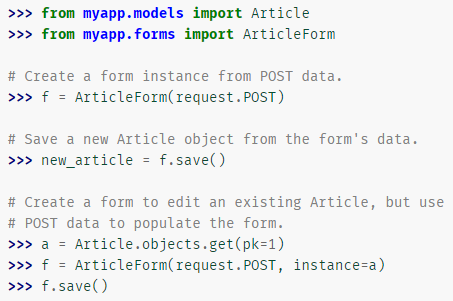 >>> from myapp.models import Article
>>> from myapp.forms import ArticleForm
# Create a form instance from POST data.
>>> f = ArticleForm(request.POST)
# Save a new Article object from the form's data.
>>> new_article = f.save()
# Create a form to edit an existing Article, but use
# POST data to populate the form.
>>> a = Article.objects.get(pk=1)
>>> f = ArticleForm(request.POST, instance=a)
>>> f.save()